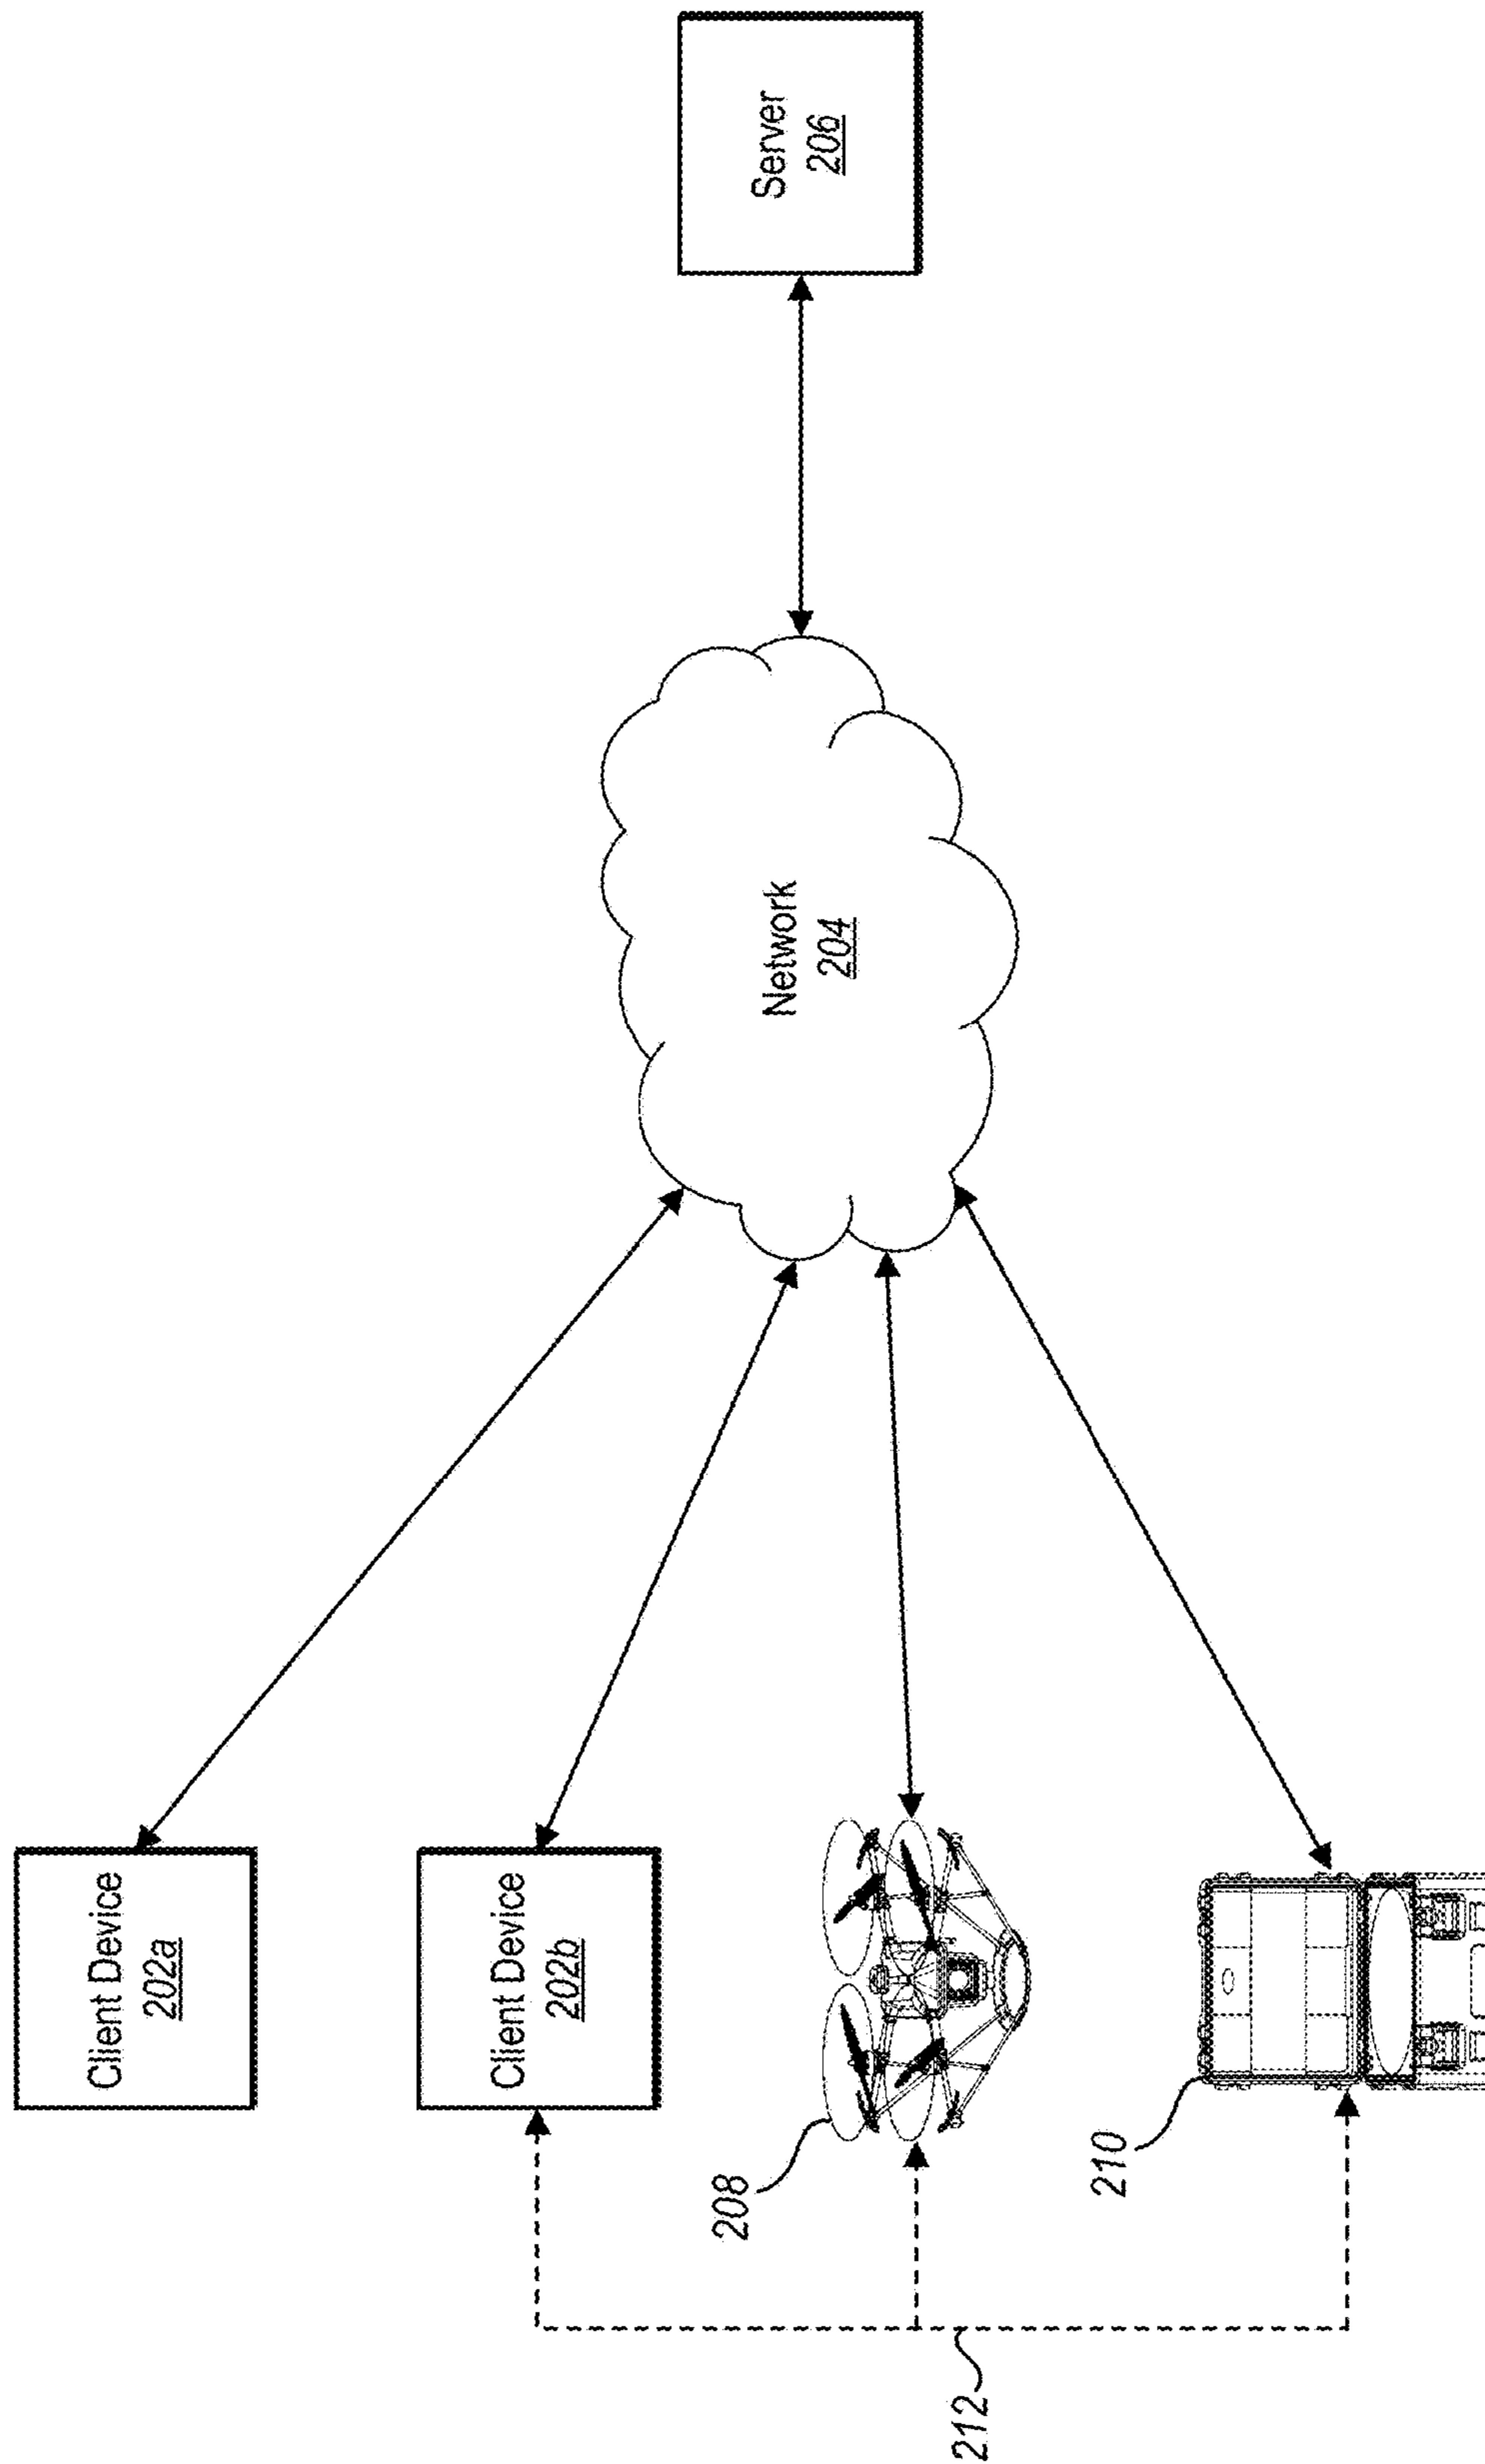 Client Device
202a
Client Device
202b
208
210
212
Network
204
Server
206